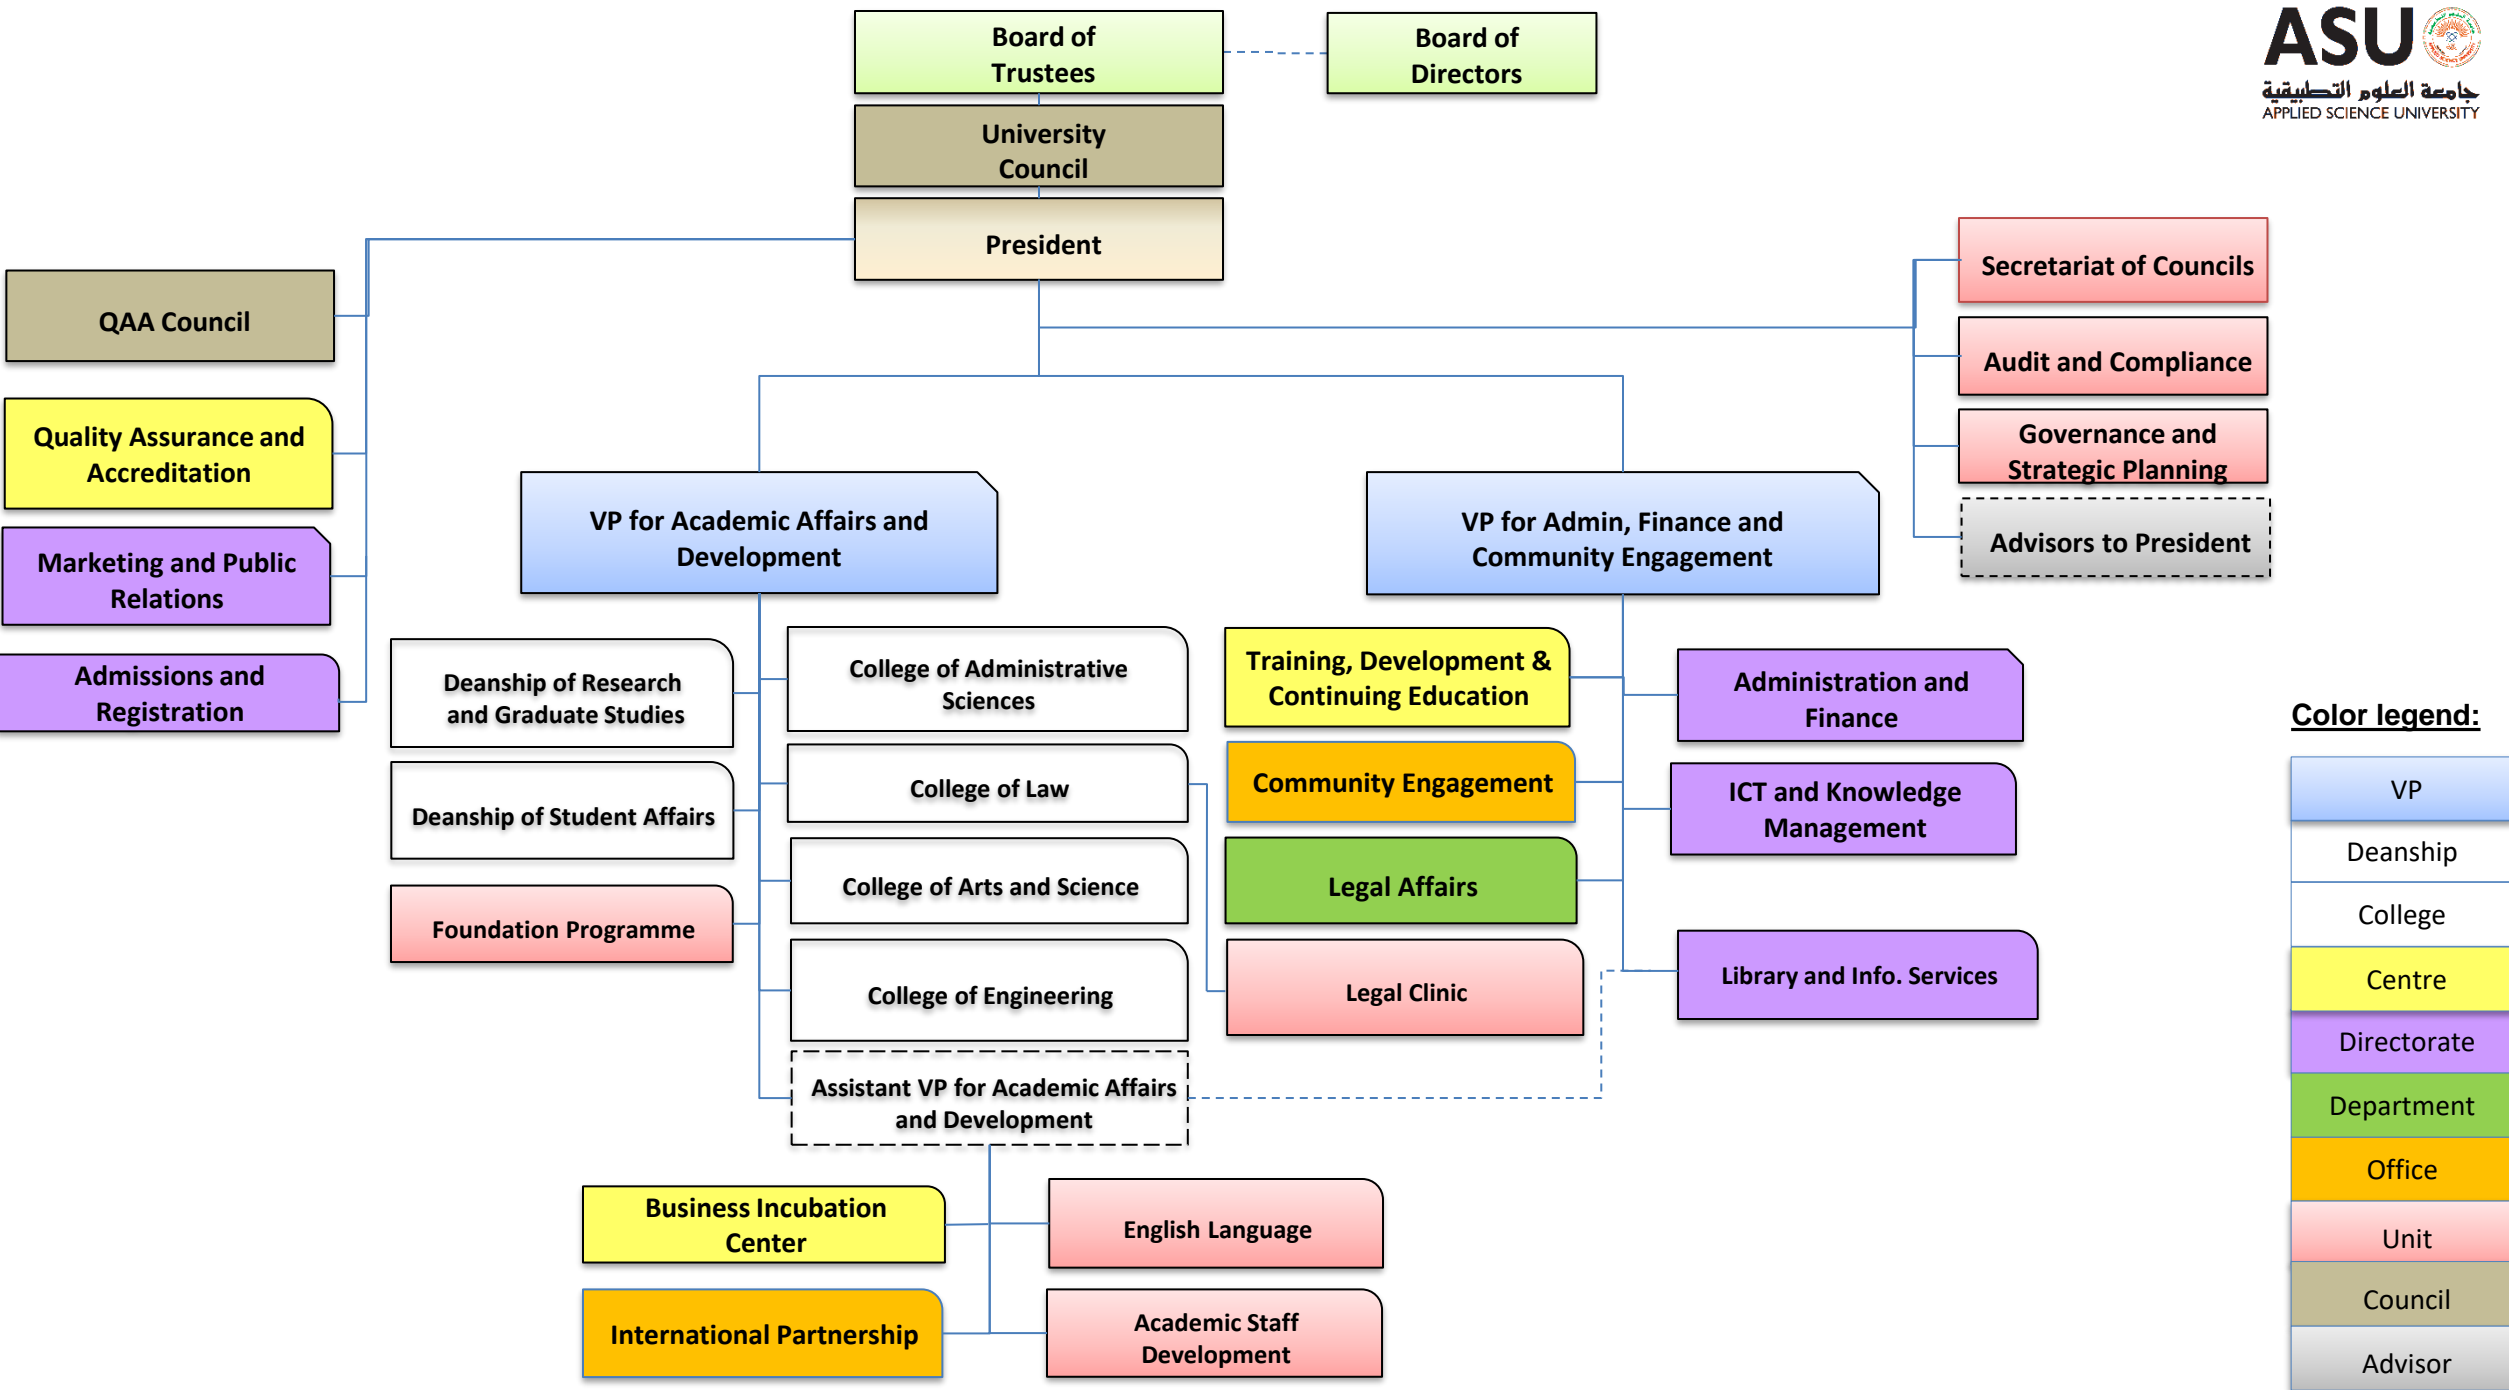 Board of
Trustees
Board of
Directors
ASU
جامعة العلوم التطبيقية
APPLIED SCIENCE UNIVERSITY
University
Council
President
QAA Council
Quality Assurance and
Accreditation
Marketing and Public
Relations
Admissions and
Registration
Secretariat of Councils
Audit and Compliance
Governance and
Strategic Planning
Advisors to President
VP for Academic Affairs and
Development
VP for Admin, Finance and
Community Engagement
Deanship of Research
and Graduate Studies
Deanship of Student Affairs
Foundation Programme
College of Administrative
Sciences
College of Law
College of Arts and Science
College of Engineering
Assistant VP for Academic Affairs
and Development
Training, Development &
Continuing Education
Community Engagement
Legal Affairs
Legal Clinic
Administration and
Finance
ICT and Knowledge
Management
Library and Info. Services
Business Incubation
Center
English Language
International Partnership
Academic Staff
Development
Color legend:
VP
Deanship
College
Centre
Directorate
Department
Office
Unit
Council
Advisor